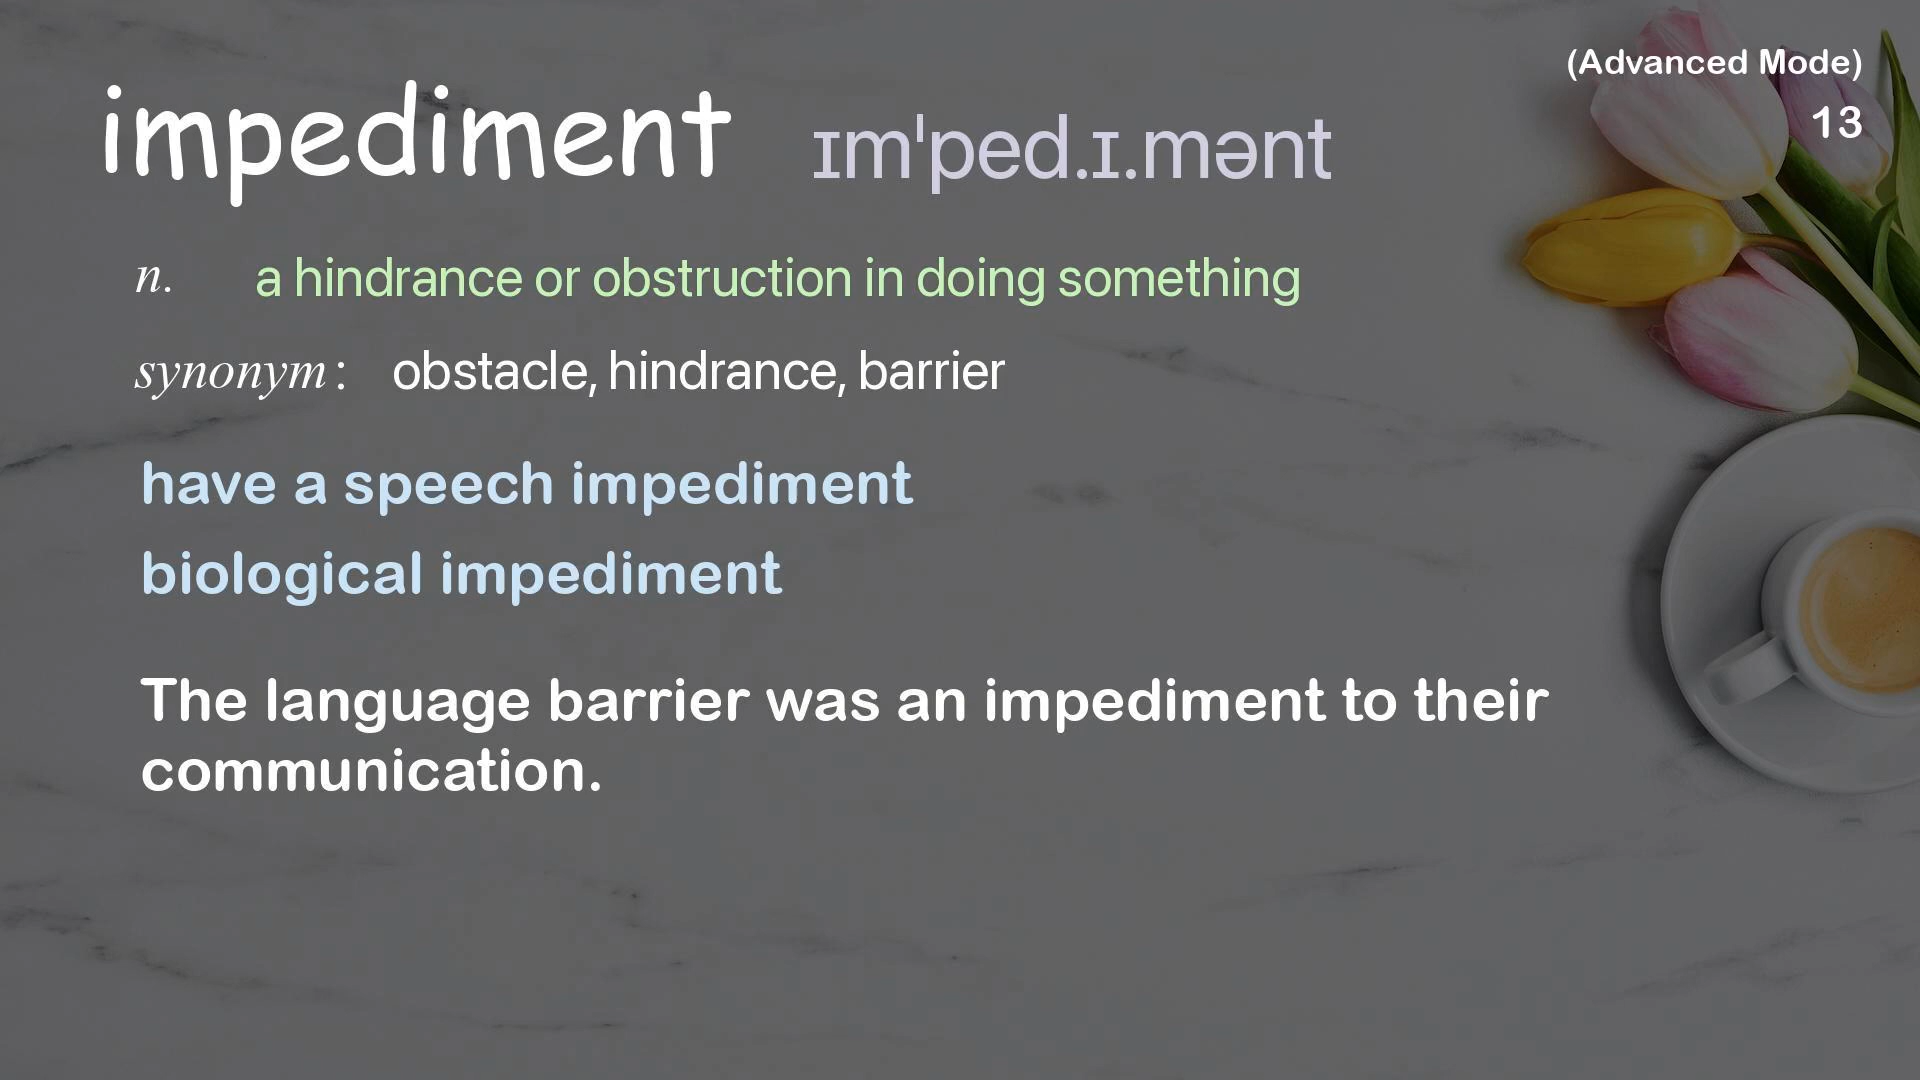 (Advanced Mode)
13
impediment ɪmˈped.ɪ.mənt
n. a hindrance or obstruction in doing something
synonym: obstacle, hindrance, barrier
have a speech impediment
biological impediment
The language barrier was an impediment to their
communication.